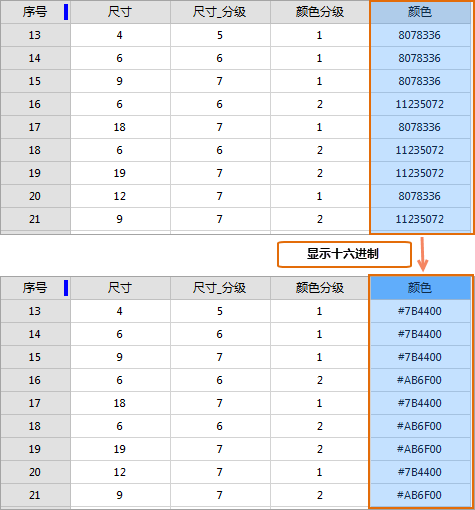 序号 尺寸 尺寸_分级 颜色分级 颜色
13 4 5 1 8078336
14 6 6 1 8078336
15 9 7 1 8078336
16 6 6 2 11235072
17 18 7 1 8078336
18 6 6 2 11235072
19 19 7 2 11235072
20 12 7 1 8078336
21 9 7 2 11235072
显示十六进制
序号 尺寸 尺寸_分级 颜色分级 颜色
13 4 5 1 #7B4400
14 6 6 1 #7B4400
15 9 7 1 #7B4400
16 6 6 2 #AB6F00
17 18 7 1 #7B4400
18 6 6 2 #AB6F00
19 19 7 2 #AB6F00
20 12 7 1 #7B4400
21 9 7 2 #AB6F00